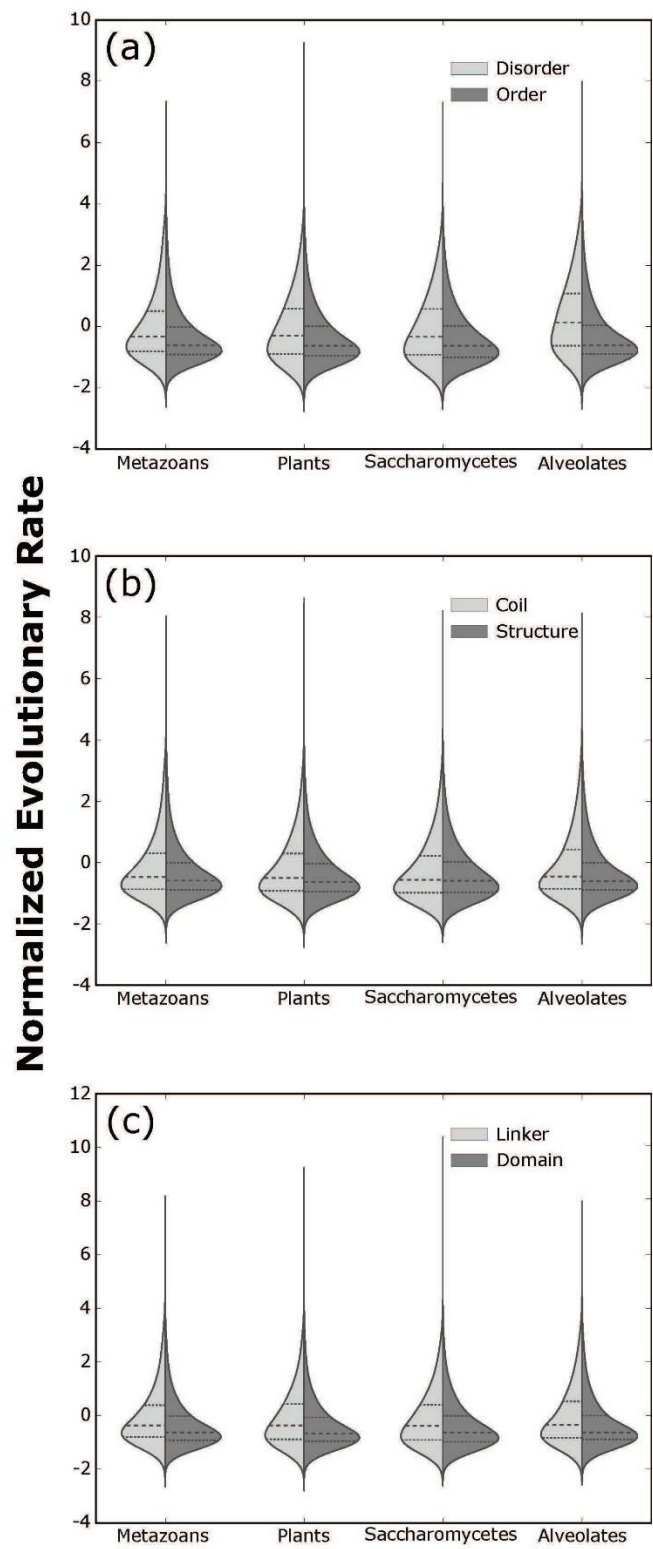 Normalized Evolutionary Rate
(a)
Disorder
Order
10
8
6
4
2
0
-2
-4
Metazoans Plants Saccharomycetes Alveolates
(b)
Coil
Structure
10
8
6
4
2
0
-2
-4
Metazoans Plants Saccharomycetes Alveolates
(c)
Linker
Domain
12
10
8
6
4
2
0
-2
-4
Metazoans Plants Saccharomycetes Alveolates